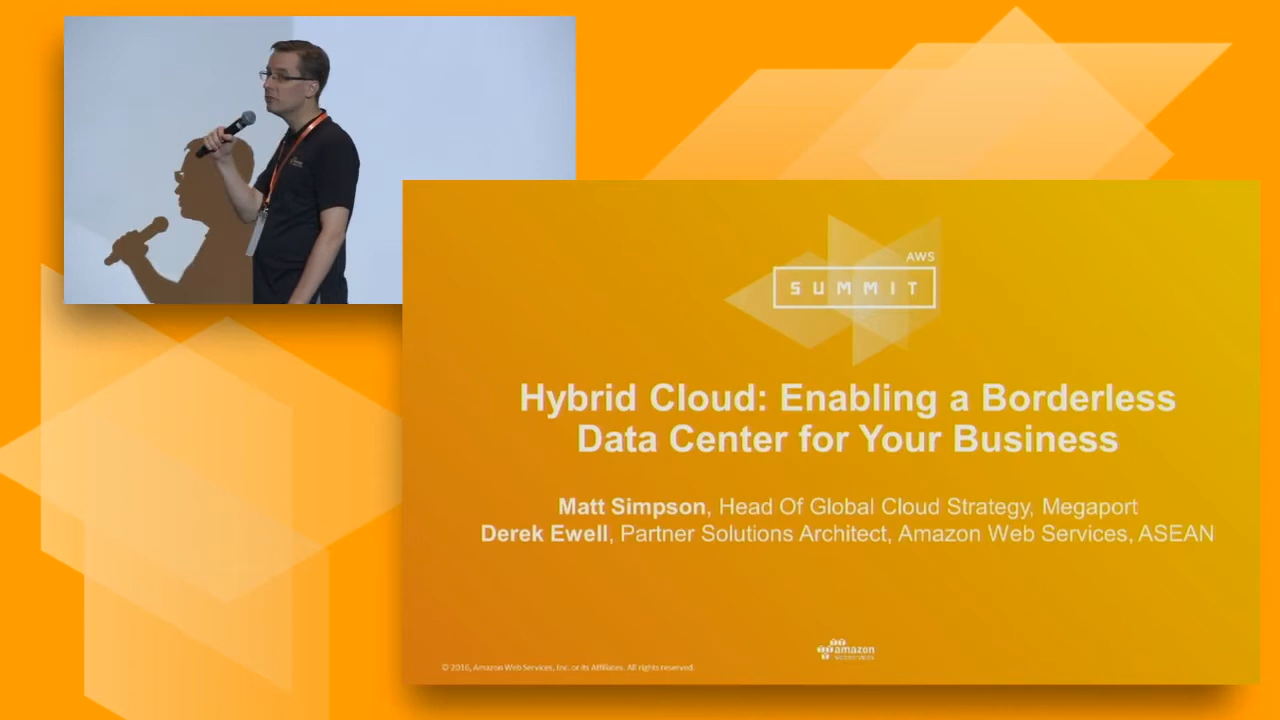 AWS
SUMMIT
Hybrid Cloud: Enabling a Borderless
Data Center for Your Business
Matt Simpson, Head Of Global Cloud Strategy, Megaport
Derek Ewell, Partner Solutions Architect, Amazon Web Services, ASEAN
amazon
webservices
© 2016, Amazon Web Services, Inc. or its Affiliates. All rights reserved.